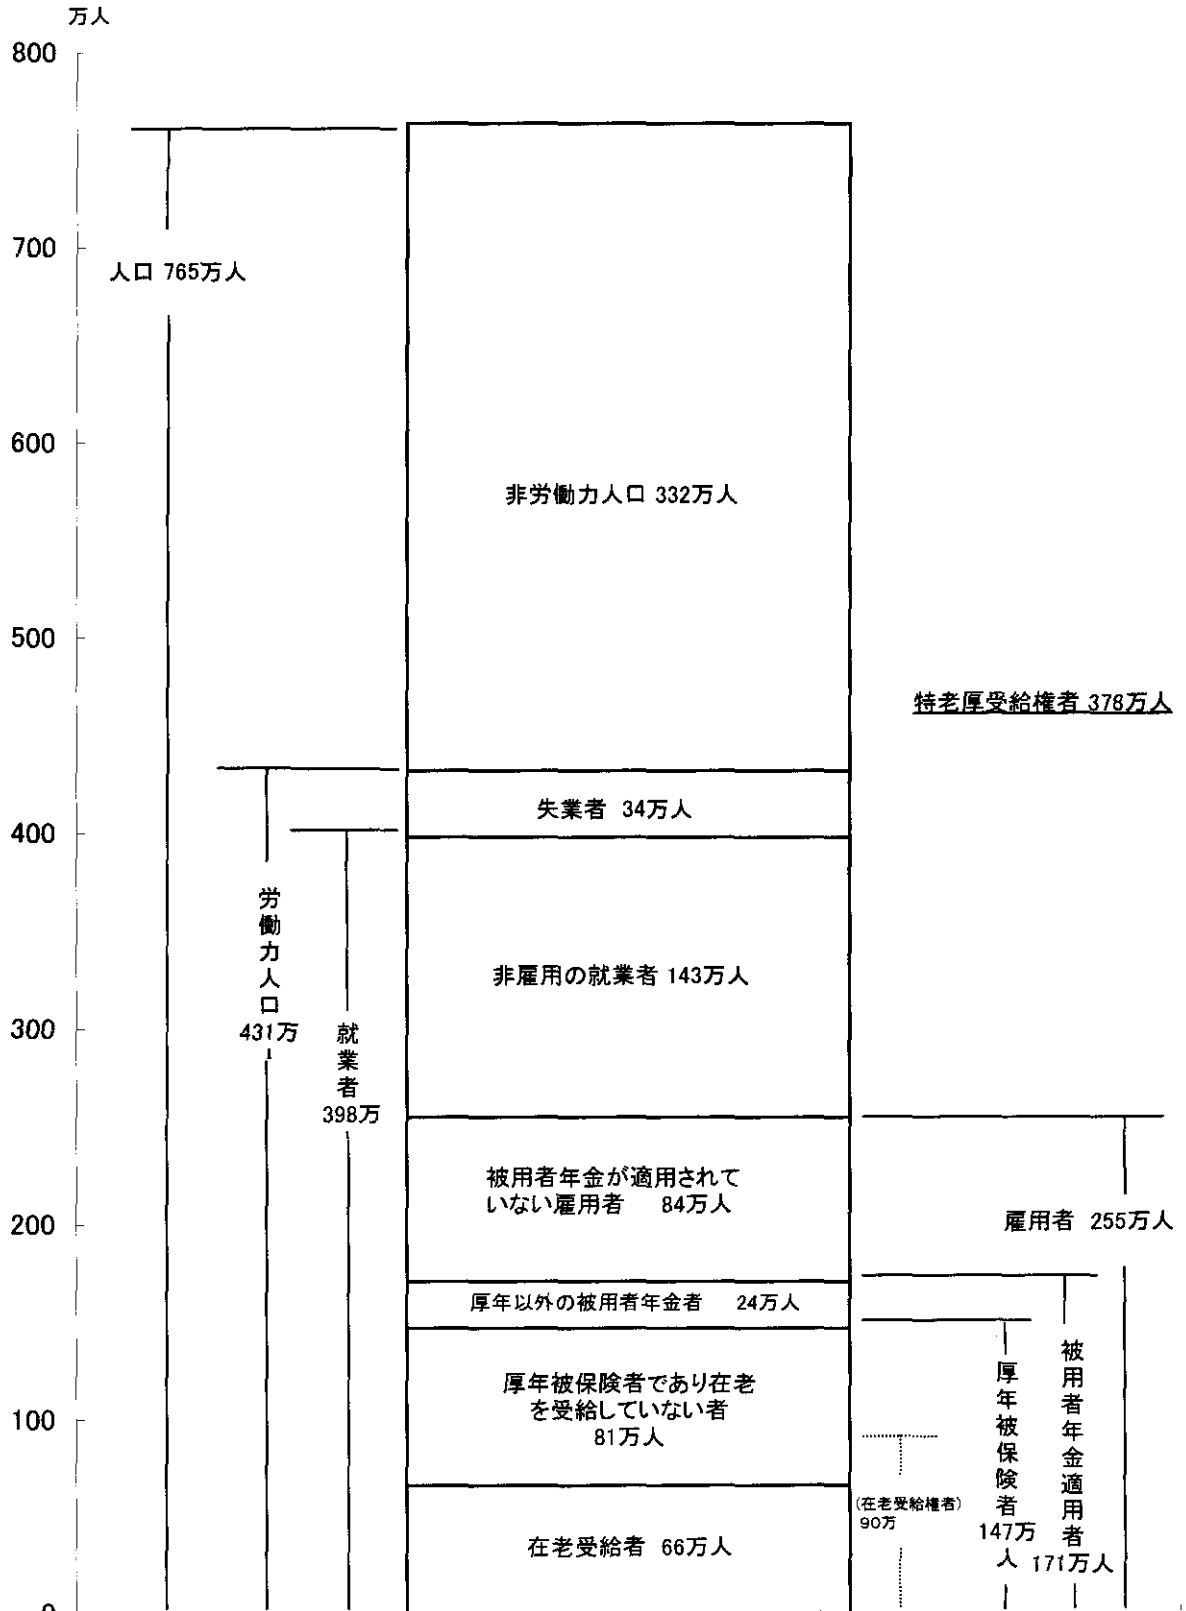 万人
800
700
600
500
400
300
200
100
0
人口 765万人
労働力人口
431万
就業者
398万
非労働力人口 332万人
失業者 34万人
非雇用の就業者 143万人
被用者年金が適用されて
いない雇用者 84万人
厚年以外の被用者年金者 24万人
厚年被保険者であり在老
を受給していない者
81万人
在老受給者 66万人
特老厚受給権者 378万人
雇用者 255万人
(在老受給権者)
90万
厚年被保険者
147万
人
被用者年金適用者
171万人